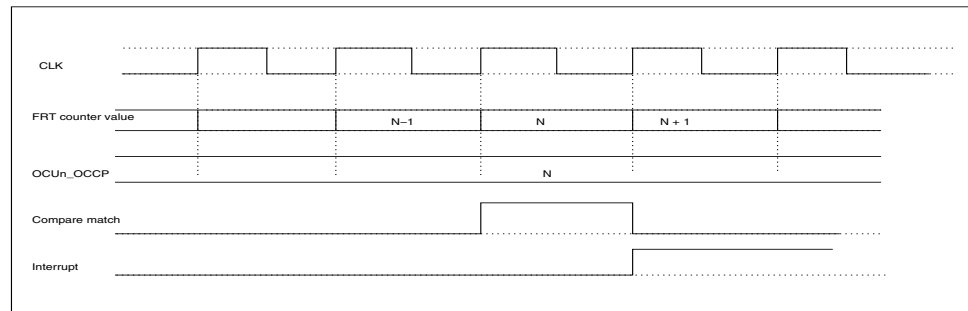 CLK
FRT counter value
N−1
N
N + 1
OCUn_OCCP
N
Compare match
Interrupt